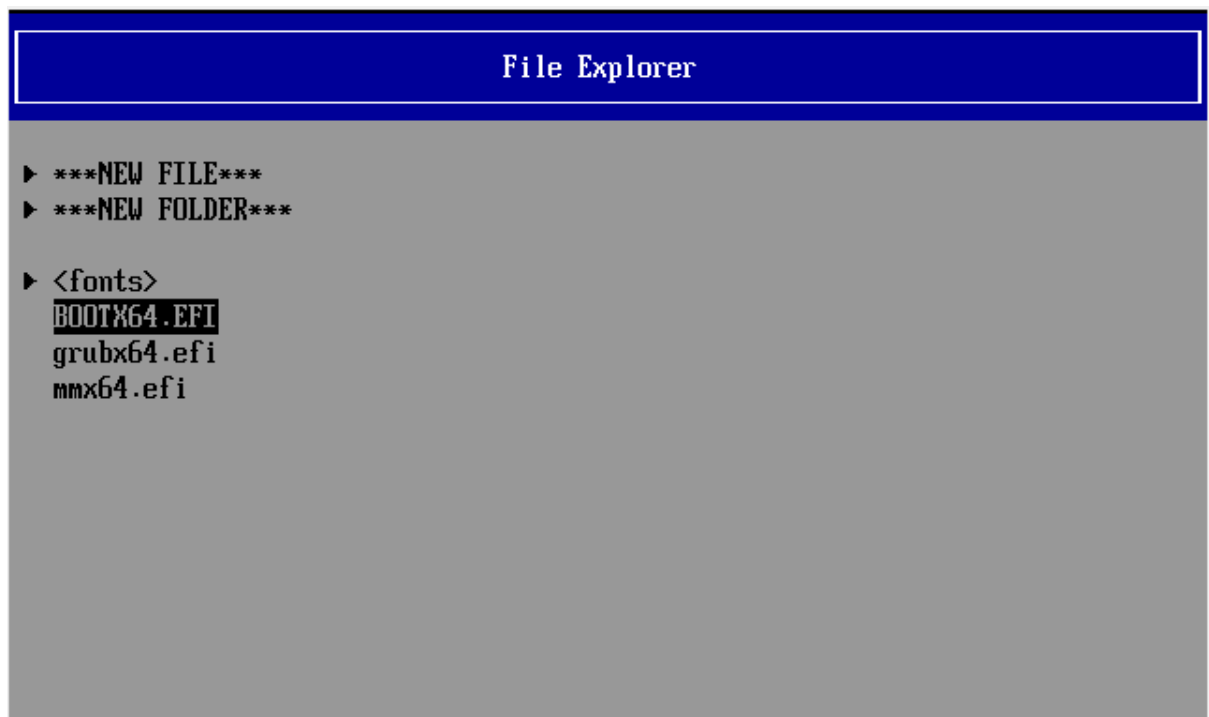 File Explorer
***NEW FILE***
***NEW FOLDER***
<fonts>
BOOTX64.EFI
grubx64.efi
mmx64.efi